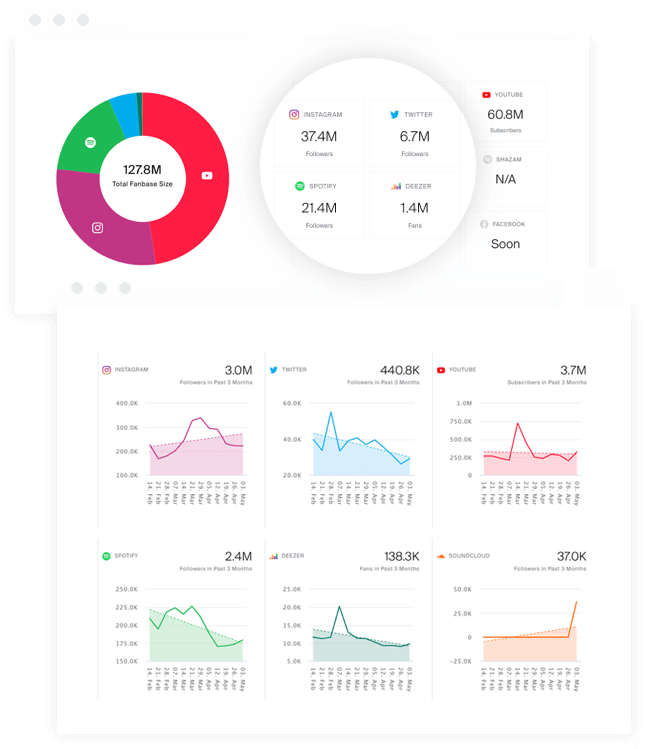 127.8M
Total Fanbase Size
INSTAGRAM
37.4M
Followers
TWITTER
6.7M
Followers
YOUTUBE
60.8M
Subscribers
SPOTIFY
21.4M
Followers
DEEZER
1.4M
Fans
SHAZAM
N/A
FACEBOOK
Soon
INSTAGRAM 3.0M
Followers in Past 3 Months
400.0K
300.0K
200.0K
100.0K
14. Feb
21. Feb
28. Feb
07. Mar
14. Mar
21. Mar
29. Mar
05. Apr
12. Apr
19. Apr
26. Apr
03. May
TWITTER 440.8K
Followers in Past 3 Months
60.0K
40.0K
20.0K
14. Feb
21. Feb
28. Feb
07. Mar
14. Mar
21. Mar
29. Mar
05. Apr
12. Apr
19. Apr
26. Apr
03. May
YOUTUBE 3.7M
Subscribers in Past 3 Months
1.0M
750.0K
500.0K
250.0K
0
14. Feb
21. Feb
28. Feb
07. Mar
14. Mar
21. Mar
29. Mar
05. Apr
12. Apr
19. Apr
26. Apr
03. May
SPOTIFY 2.4M
Followers in Past 3 Months
250.0K
225.0K
200.0K
175.0K
150.0K
14. Feb
21. Feb
28. Feb
07. Mar
14. Mar
21. Mar
29. Mar
05. Apr
12. Apr
19. Apr
26. Apr
03. May
DEEZER 138.3K
Fans in Past 3 Months
25.0K
20.0K
15.0K
10.0K
5.0K
14. Feb
21. Feb
28. Feb
07. Mar
14. Mar
21. Mar
29. Mar
05. Apr
12. Apr
19. Apr
26. Apr
03. May
SOUNDCLOUD 37.0K
Followers in Past 3 Months
50.0K
25.0K
0
-25.0K
14. Feb
21. Feb
28. Feb
07. Mar
14. Mar
21. Mar
29. Mar
05. Apr
12. Apr
19. Apr
26. Apr
03. May